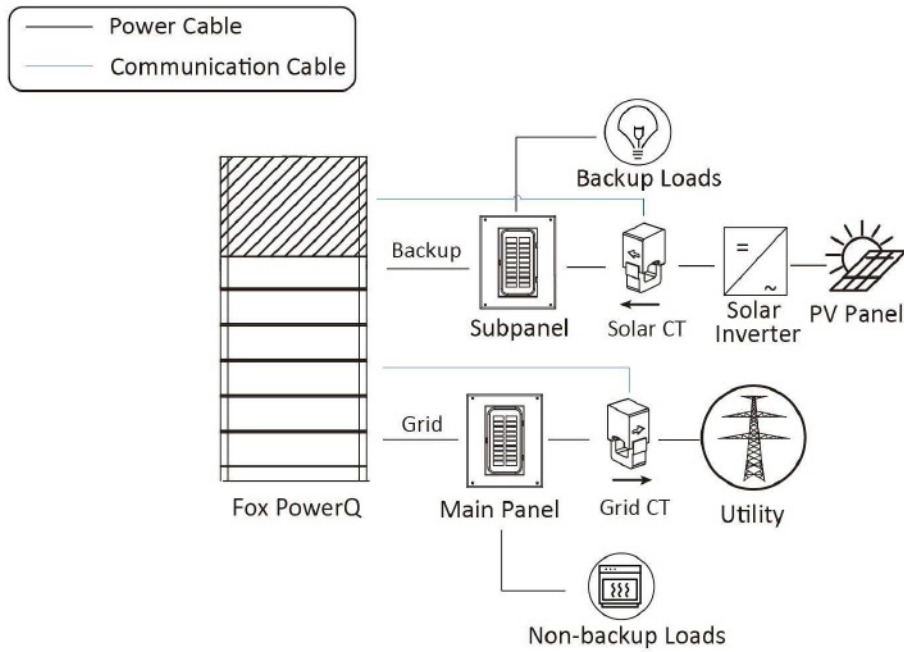 Power Cable
Communication Cable
Backup Loads
Backup
Subpanel
Solar CT
Solar
Inverter
PV Panel
Grid
Fox PowerQ
Main Panel
Grid CT
Utility
Non-backup Loads